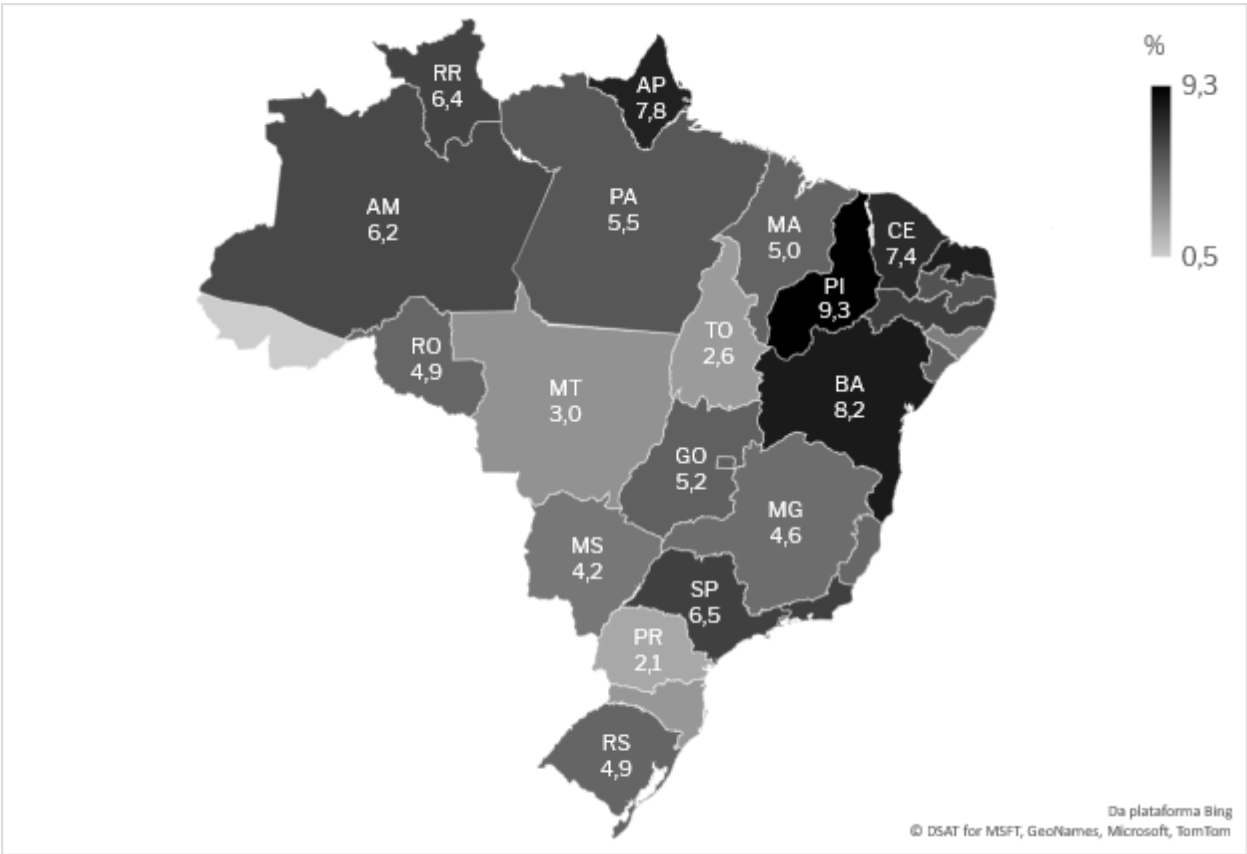 %
9,3
0,5
RR
6,4
AP
7,8
AM
6,2
PA
5,5
MA
5,0
CE
7,4
PI
9,3
RO
4,9
TO
2,6
MT
3,0
BA
8,2
GO
5,2
MG
4,6
MS
4,2
SP
6,5
PR
2,1
RS
4,9
Da plataforma Bing
© DSAT for MSFT, GeoNames, Microsoft, TomTom